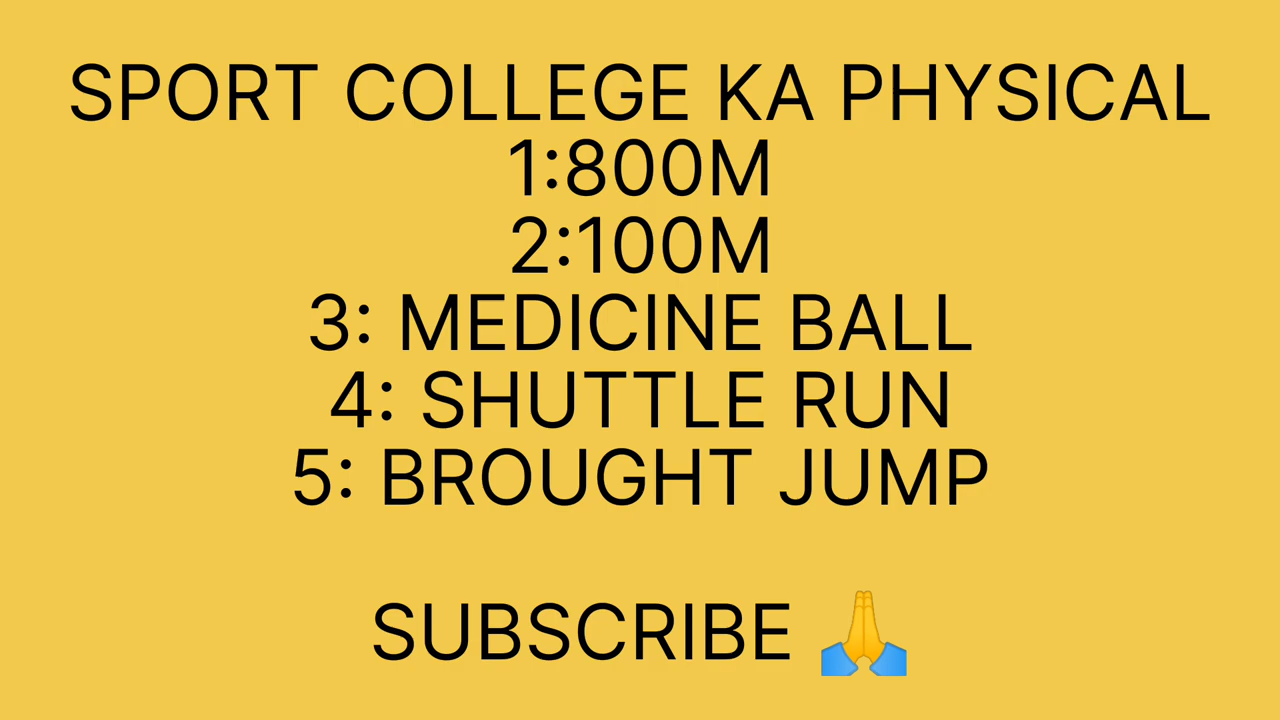 SPORT COLLEGE KA PHYSICAL
1:800M
2:100M
3: MEDICINE BALL
4: SHUTTLE RUN
5: BROUGHT JUMP
SUBSCRIBE 🙏